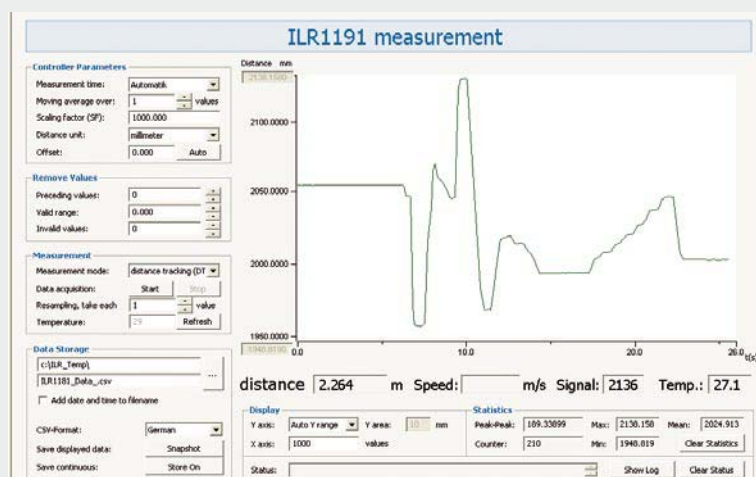 ILR1191 measurement
Controller Parameters
Measurement time: Automatik
Moving average over: 1 values
Scaling factor (SF): 1000.000
Distance unit: millimeter
Offset: 0.000 Auto
Remove Values
Preceding values: 0
Valid range: 0.000
Invalid values: 0
Measurement
Measurement mode: distance tracking (DT
Data acquisition: Start Stop
Resampling, take each 1 value
Temperature: 29 Refresh
Data Storage
c:\ILR_Temp\
ILR1181_Data_.csv
...
Add date and time to filename
CSV-Format: German
Save displayed data: Snapshot
Save continuous: Store On
Distance mm
2138.1580
2100.0000
2050.0000
2000.0000
1950.0000
1948.8190
0.0 10.0 20.0 26.0
t(s)
distance 2.264 m Speed: m/s Signal: 2136 Temp.: 27.1
Display
Y axis: Auto Y range Y area: 10 mm
X axis: 1000 values
Statistics
Peak-Peak: 189.33899 Max: 2138.158 Mean: 2024.913
Counter: 210 Min: 1948.819 Clear Statistics
Status: Show Log Clear Status